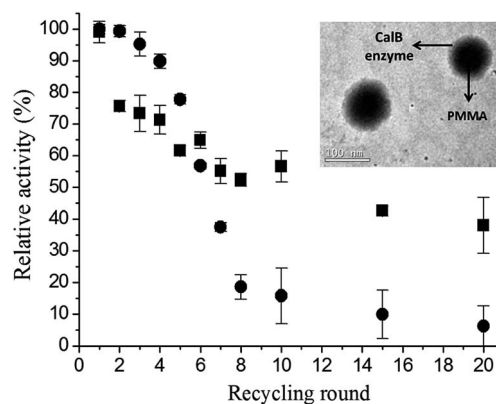 100
90
80
70
60
50
40
30
20
10
0
Relative activity (%)
CalB
enzyme
PMMA
100 nm
0 2 4 6 8 10 12 14 16 18 20
Recycling round